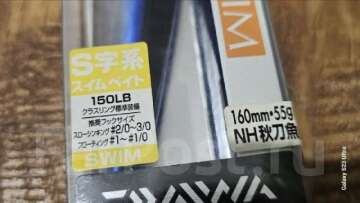 S字系
スイムベイト
150LB
グラスリング標準装備
推奨フックサイズ
スローシンキング #2/0~3/0
フローティング #1~#1/0
SWIM
IM
160mm・55g
NH秋刀魚
DAIWA
Galaxy S23 Ultra